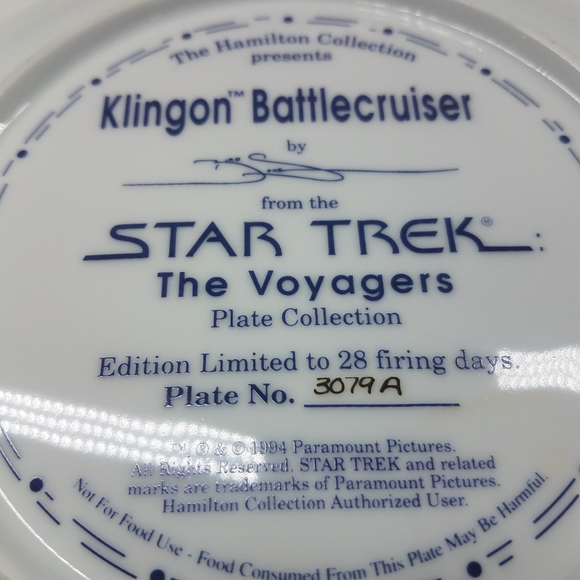 The Hamilton Collection
presents
Klingon™ Battlecruiser
by
from the
STAR TREK®:
The Voyagers
Plate Collection
Edition Limited to 28 firing days.
Plate No. 3079A
® & © 1994 Paramount Pictures.
All Rights Reserved. STAR TREK and related
marks are trademarks of Paramount Pictures.
Hamilton Collection Authorized User.
Not For Food Use - Food Consumed From This Plate May Be Harmful.